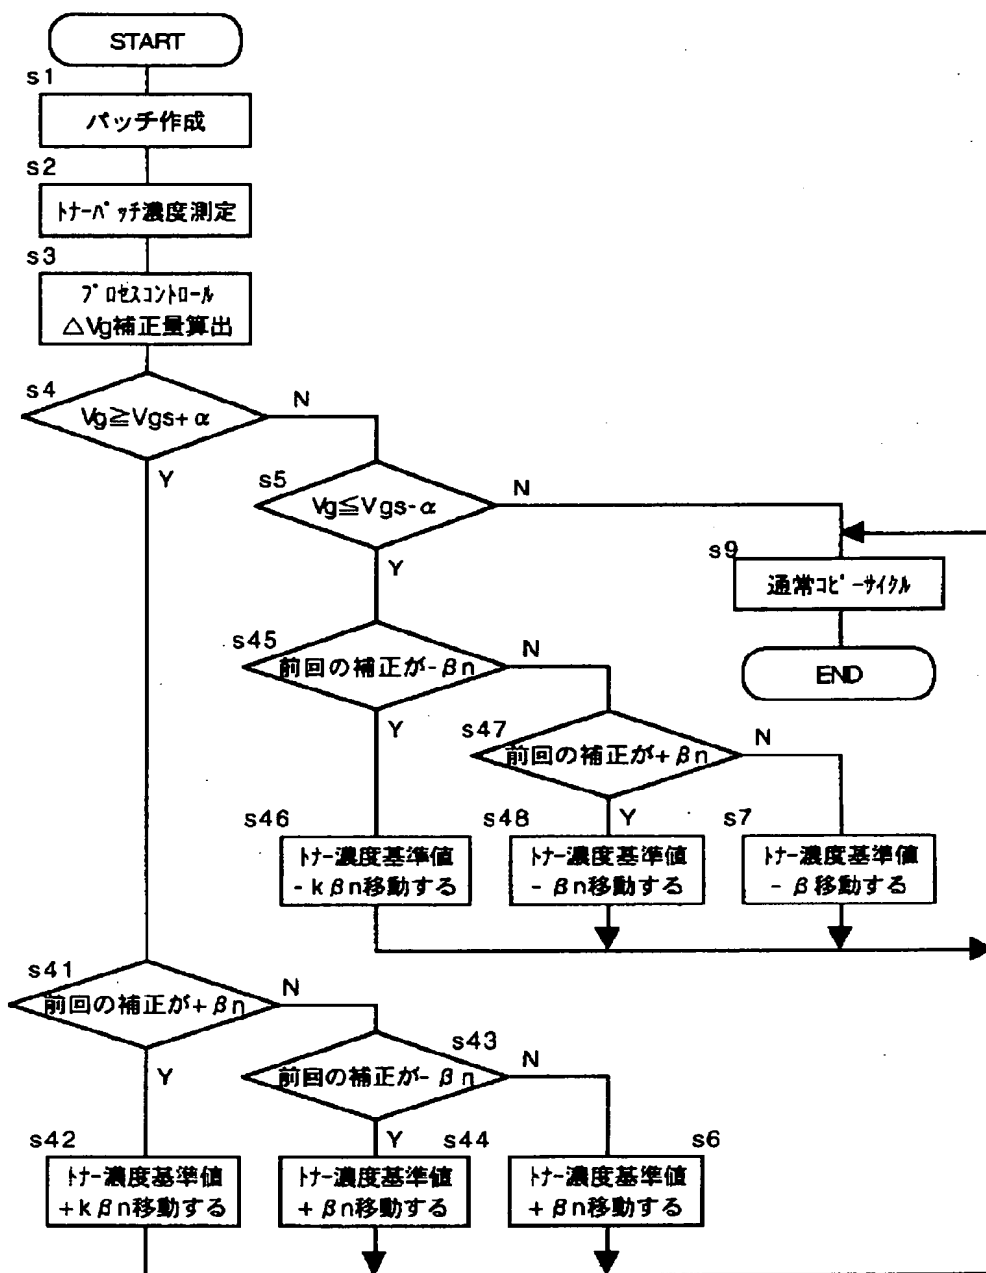 START
s1
パッチ作成
s2
トナーパッチ濃度測定
s3
プロセスコントロール
△Vg補正量算出
s4
Vg≧Vgs+α
N
Y
s5
Vg≦Vgs-α
N
Y
s9
通常コピーサイクル
END
s45
前回の補正が-βn
N
Y
s47
前回の補正が+βn
N
Y
s46
トナー濃度基準値
-kβn移動する
s48
トナー濃度基準値
-βn移動する
s7
トナー濃度基準値
-β移動する
s41
前回の補正が+βn
N
Y
s43
前回の補正が-βn
N
Y
s42
トナー濃度基準値
+kβn移動する
s44
トナー濃度基準値
+βn移動する
s6
トナー濃度基準値
+βn移動する